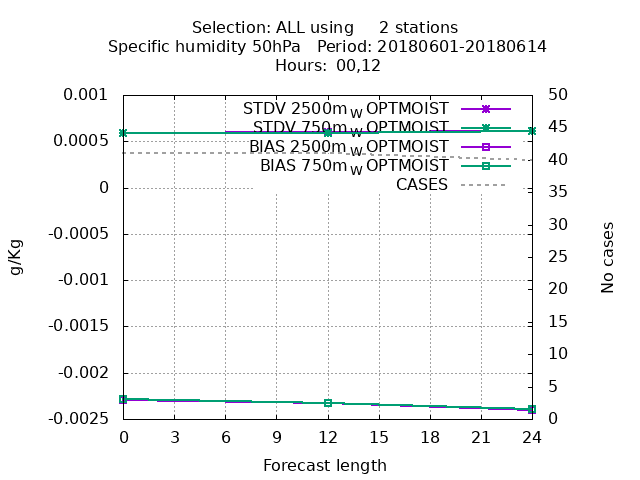 Selection: ALL using     2 stations
Specific humidity 50hPa   Period: 20180601-20180614
Hours: 00,12
0.001
0.0005
0
-0.0005
-0.001
-0.0015
-0.002
-0.0025
g/Kg
STDV 2500m_W OPTMOIST
STDV 750m_W OPTMOIST
BIAS 2500m_W OPTMOIST
BIAS 750m_W OPTMOIST
CASES
50
45
40
35
30
25
20
15
10
5
0
No cases
0 3 6 9 12 15 18 21 24
Forecast length